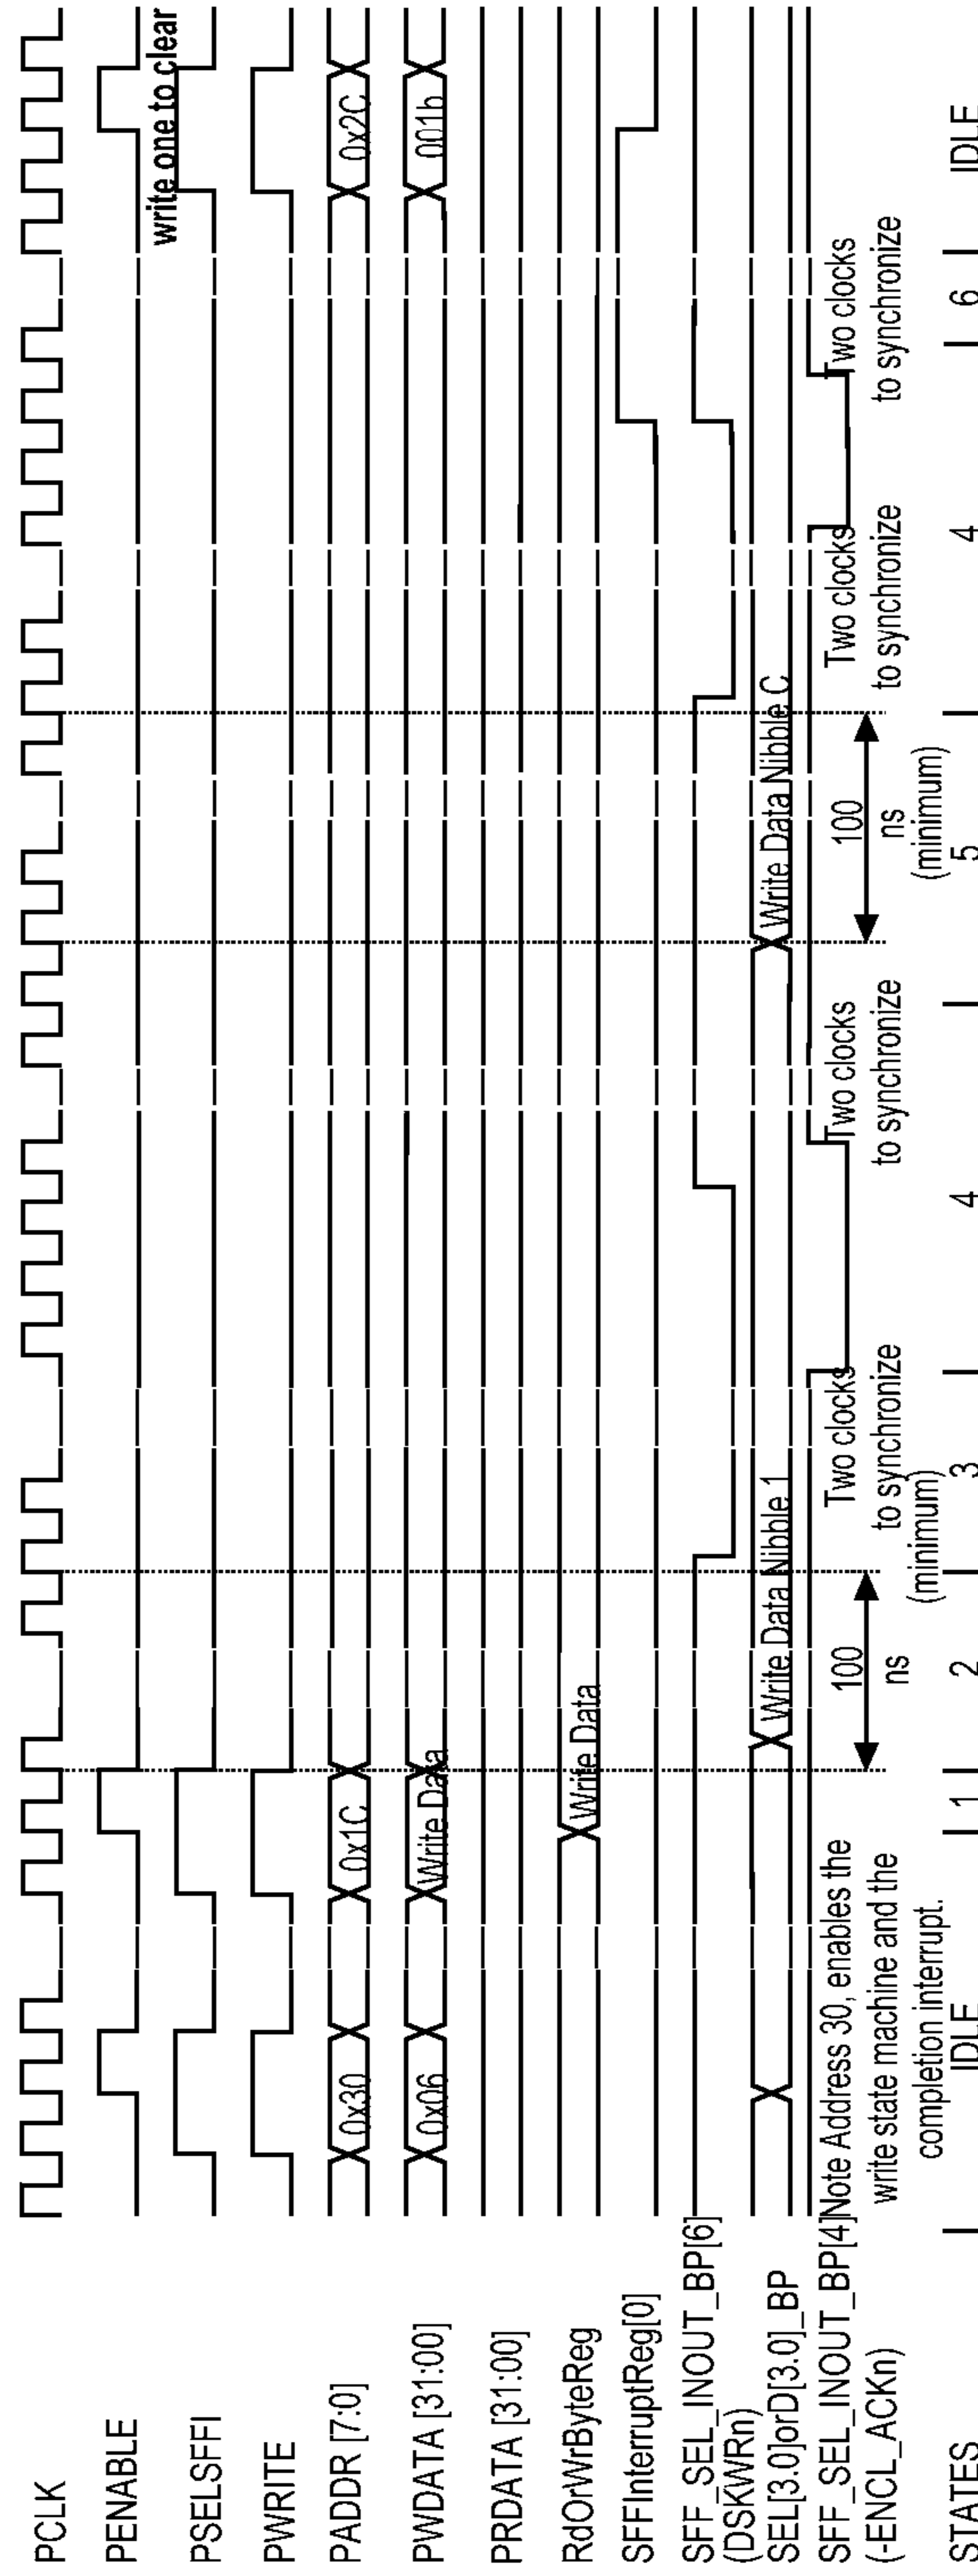 PCLK
PENABLE
PSELSFFI
write one to clear
PWRITE
PADDR [7:0]
0x30
0x1C
0x2C
PWDATA [31:00]
0x06
Write Data
001b
PRDATA [31:00]
RdOrWrByteReg
Write Data
SFFInterruptReg[0]
SFF_SEL_INOUT_BP[6]
(DSKWRn)
SEL[3.0]orD[3.0]_BP
Write Data Nibble 1
Write Data Nibble C
SFF_SEL_INOUT_BP[4]
(-ENCL_ACKn)
Note Address 30, enables the
write state machine and the
completion interrupt.
100
ns
(minimum)
Two clocks
to synchronize
Two clocks
to synchronize
100
ns
(minimum)
Two clocks
to synchronize
Two clocks
to synchronize
STATES
IDLE
1
2
3
4
5
4
6
IDLE